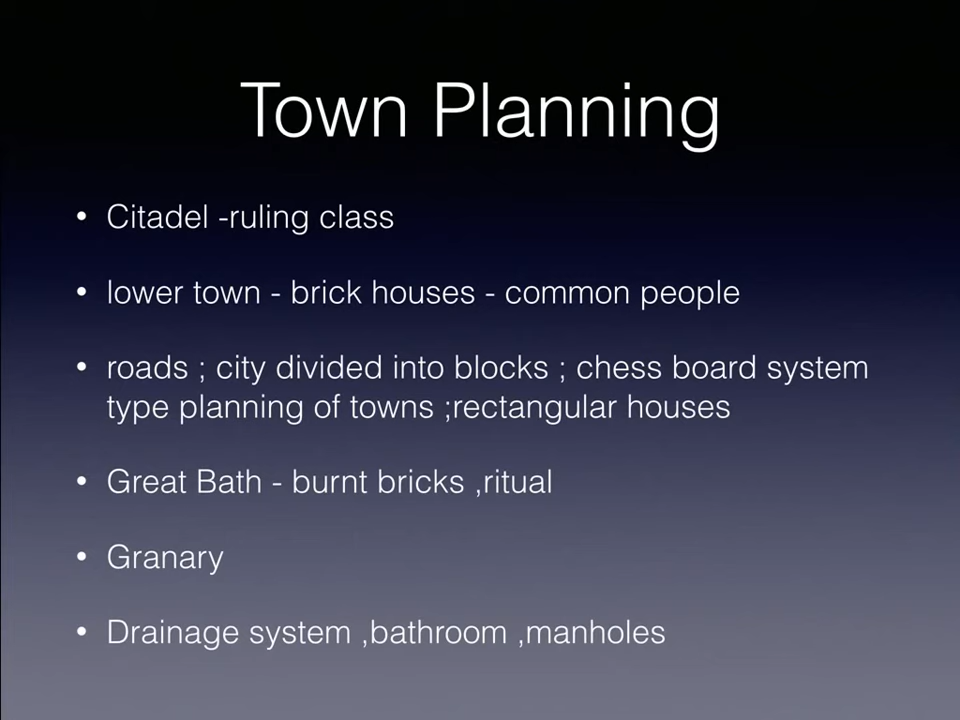 Town Planning
• Citadel -ruling class
• lower town - brick houses - common people
• roads ; city divided into blocks ; chess board system
type planning of towns ;rectangular houses
• Great Bath - burnt bricks ,ritual
• Granary
• Drainage system ,bathroom ,manholes